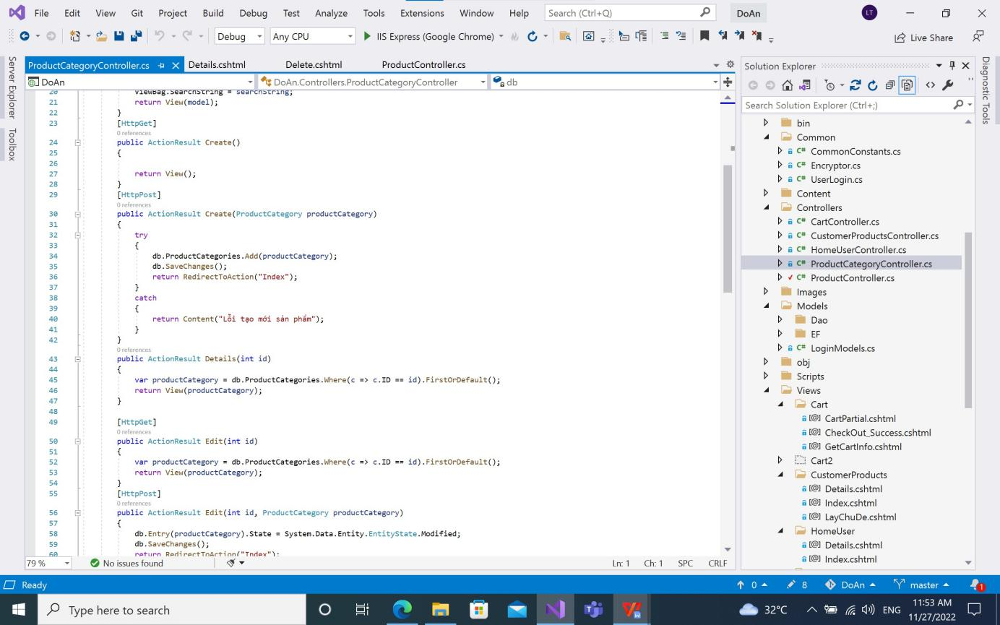 File Edit View Git Project Build Debug Test Analyze Tools Extensions Window Help Search (Ctrl+Q) DoAn LT
Debug Any CPU IIS Express (Google Chrome) Live Share
Server Explorer
Toolbox
ProductCategoryController.cs Details.cshtml Delete.cshtml ProductController.cs
DoAn DoAn.Controllers.ProductCategoryController db
20 ViewBag.SearchString = searchString;
21 return View(model);
22 }
23 [HttpGet]
0 references
24 public ActionResult Create()
25 {
26
27 return View();
28 }
29 [HttpPost]
0 references
30 public ActionResult Create(ProductCategory productCategory)
31 {
32 try
33 {
34 db.ProductCategories.Add(productCategory);
35 db.SaveChanges();
36 return RedirectToAction("Index");
37 }
38 catch
39 {
40 return Content("Lỗi tạo mới sản phẩm");
41 }
42 }
0 references
43 public ActionResult Details(int id)
44 {
45 var productCategory = db.ProductCategories.Where(c => c.ID == id).FirstOrDefault();
46 return View(productCategory);
47 }
48
49 [HttpGet]
0 references
50 public ActionResult Edit(int id)
51 {
52 var productCategory = db.ProductCategories.Where(c => c.ID == id).FirstOrDefault();
53 return View(productCategory);
54 }
55 [HttpPost]
0 references
56 public ActionResult Edit(int id, ProductCategory productCategory)
57 {
58 db.Entry(productCategory).State = System.Data.Entity.EntityState.Modified;
59 db.SaveChanges();
60 return RedirectToAction("Index");
79 % No issues found Ln: 1 Ch: 1 SPC CRLF
Solution Explorer
Search Solution Explorer (Ctrl+;)
bin
Common
C# CommonConstants.cs
C# Encryptor.cs
C# UserLogin.cs
Content
Controllers
C# CartController.cs
C# CustomerProductsController.cs
C# HomeUserController.cs
C# ProductCategoryController.cs
C# ProductController.cs
Images
Models
Dao
EF
C# LoginModels.cs
obj
Scripts
Views
Cart
[@] CartPartial.cshtml
[@] CheckOut_Success.cshtml
[@] GetCartInfo.cshtml
Cart2
CustomerProducts
[@] Details.cshtml
[@] Index.cshtml
[@] LayChuDe.cshtml
HomeUser
[@] Details.cshtml
[@] Index.cshtml
Diagnostic Tools
Ready 0 8 DoAn master 1
Type here to search 32°C ENG 11:53 AM
11/27/2022